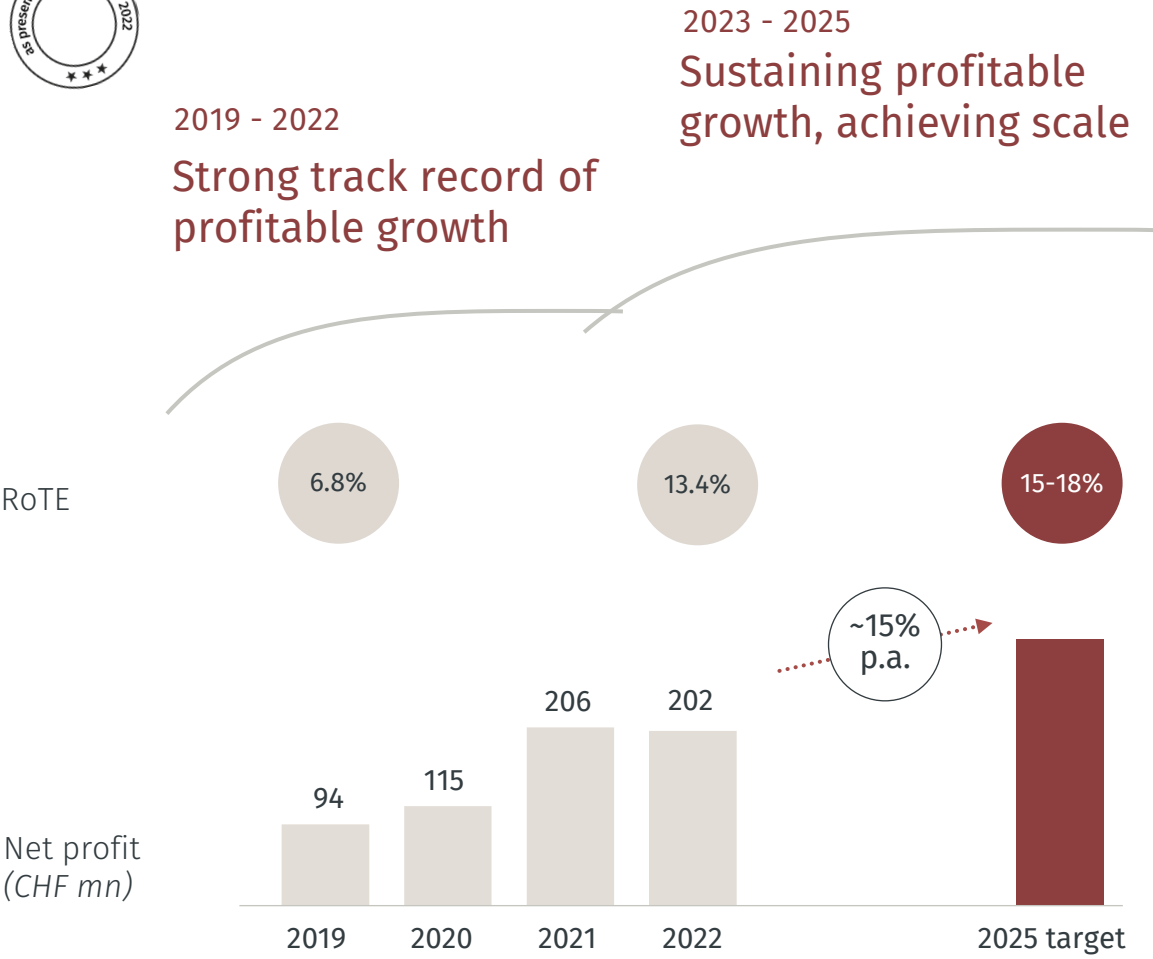 2022
2023 - 2025
Sustaining profitable
growth, achieving scale
2019 - 2022
Strong track record of
profitable growth
RoTE
6.8%
13.4%
15-18%
~15%
p.a.
206
202
115
94
Net profit
(CHF mn)
2019
2020
2021
2022
2025 target